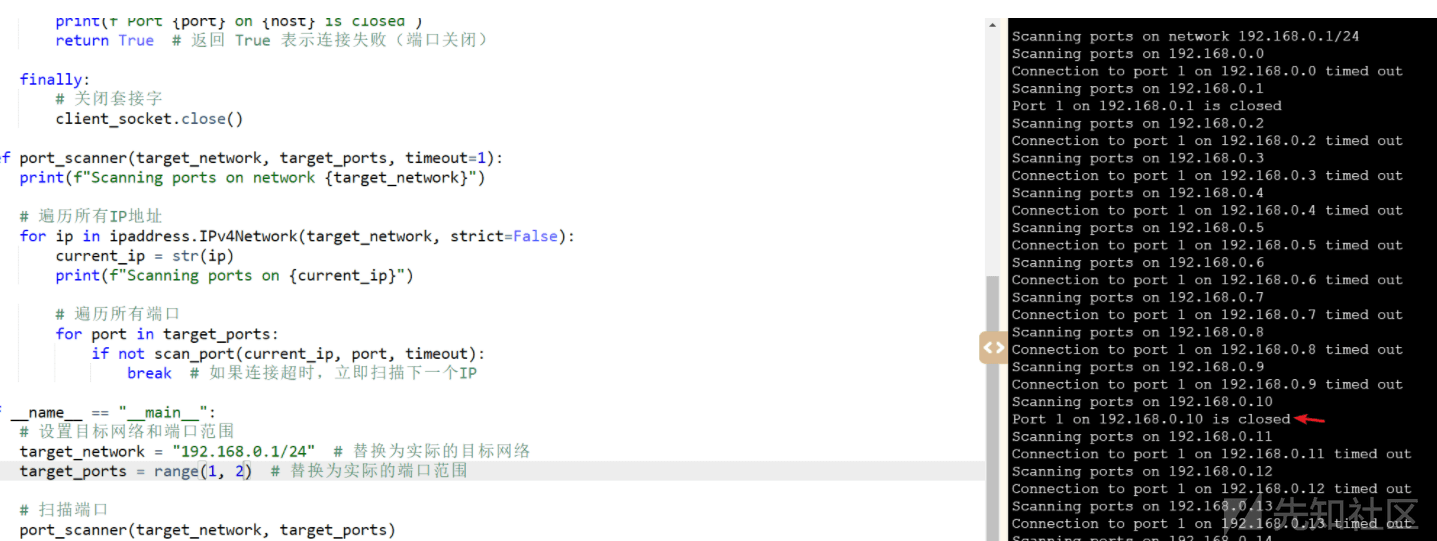 print(f"Port {port} on {host} is closed")
return True  # 返回 True 表示连接失败（端口关闭）
finally:
# 关闭套接字
client_socket.close()
ef port_scanner(target_network, target_ports, timeout=1):
print(f"Scanning ports on network {target_network}")
# 遍历所有IP地址
for ip in ipaddress.IPv4Network(target_network, strict=False):
current_ip = str(ip)
print(f"Scanning ports on {current_ip}")
# 遍历所有端口
for port in target_ports:
if not scan_port(current_ip, port, timeout):
break  # 如果连接超时，立即扫描下一个IP
f __name__ == "__main__":
# 设置目标网络和端口范围
target_network = "192.168.0.1/24"  # 替换为实际的目标网络
target_ports = range(1, 2)  # 替换为实际的端口范围
# 扫描端口
port_scanner(target_network, target_ports)
Scanning ports on network 192.168.0.1/24
Scanning ports on 192.168.0.0
Connection to port 1 on 192.168.0.0 timed out
Scanning ports on 192.168.0.1
Port 1 on 192.168.0.1 is closed
Scanning ports on 192.168.0.2
Connection to port 1 on 192.168.0.2 timed out
Scanning ports on 192.168.0.3
Connection to port 1 on 192.168.0.3 timed out
Scanning ports on 192.168.0.4
Connection to port 1 on 192.168.0.4 timed out
Scanning ports on 192.168.0.5
Connection to port 1 on 192.168.0.5 timed out
Scanning ports on 192.168.0.6
Connection to port 1 on 192.168.0.6 timed out
Scanning ports on 192.168.0.7
Connection to port 1 on 192.168.0.7 timed out
Scanning ports on 192.168.0.8
Connection to port 1 on 192.168.0.8 timed out
Scanning ports on 192.168.0.9
Connection to port 1 on 192.168.0.9 timed out
Scanning ports on 192.168.0.10
Port 1 on 192.168.0.10 is closed
Scanning ports on 192.168.0.11
Connection to port 1 on 192.168.0.11 timed out
Scanning ports on 192.168.0.12
Connection to port 1 on 192.168.0.12 timed out
Scanning ports on 192.168.0.13
Connection to port 1 on 192.168.0.13 timed out
Scanning ports on 192.168.0.14
先知社区